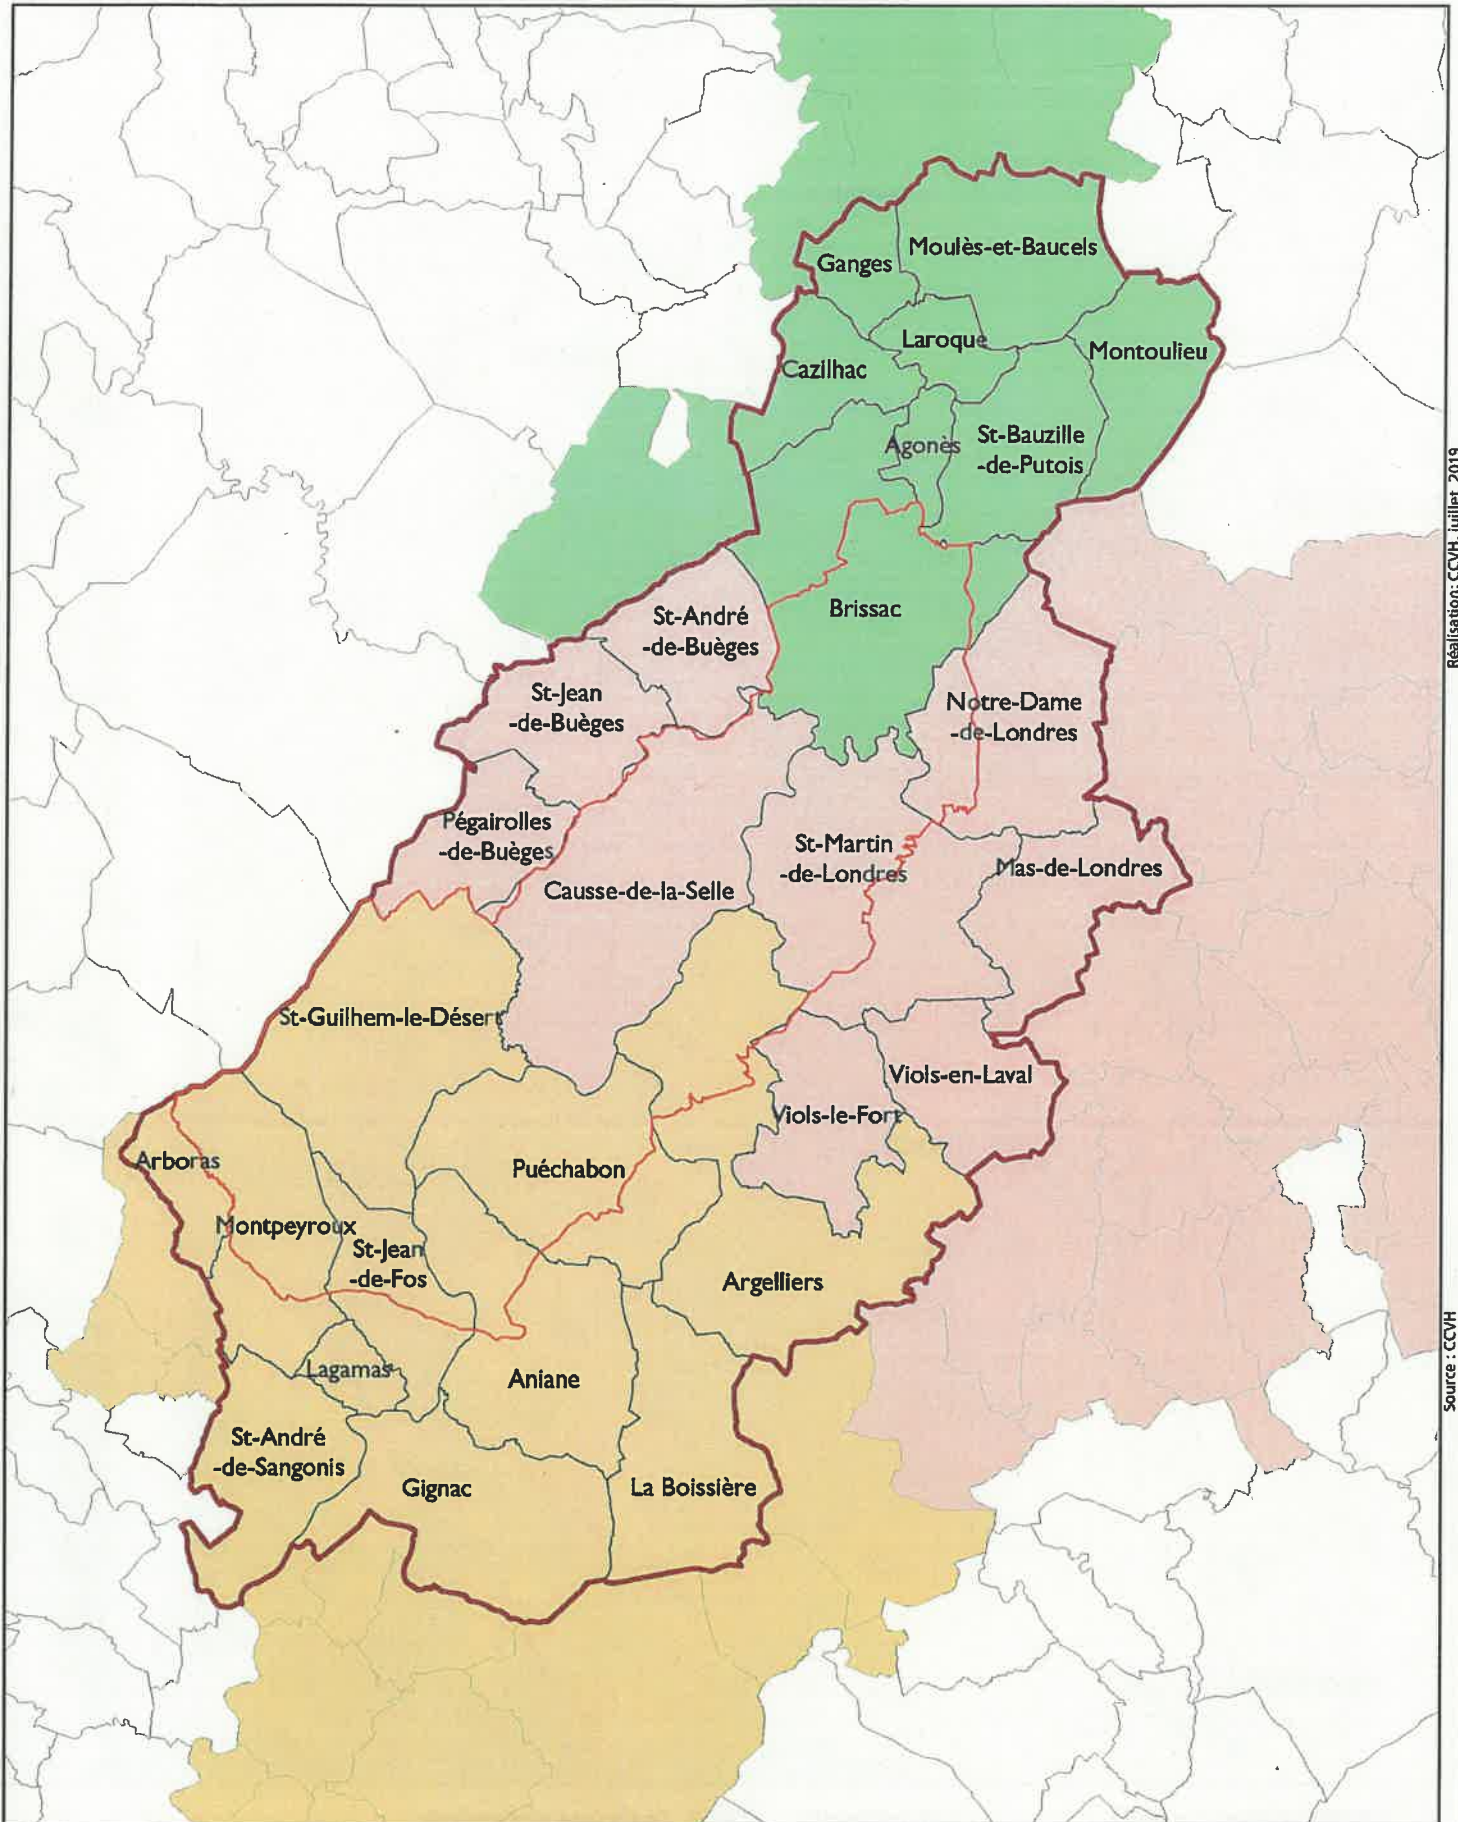 Ganges
Moulès-et-Baucels
Laroque
Montoulieu
Cazilhac
Agonès
St-Bauzille
-de-Putois
Brissac
St-André
-de-Buèges
St-Jean
-de-Buèges
Notre-Dame
-de-Londres
Pégairolles
-de-Buèges
St-Martin
-de-Londres
Mas-de-Londres
Causse-de-la-Selle
St-Guilhem-le-Désert
Viols-en-Laval
Viols-le-Fort
Arboras
Puéchabon
Montpeyroux
St-Jean
-de-Fos
Argelliers
Lagamas
Aniane
St-André
-de-Sangonis
Gignac
La Boissière
Réalisation: CCVH, juillet 2019
Source : CCVH